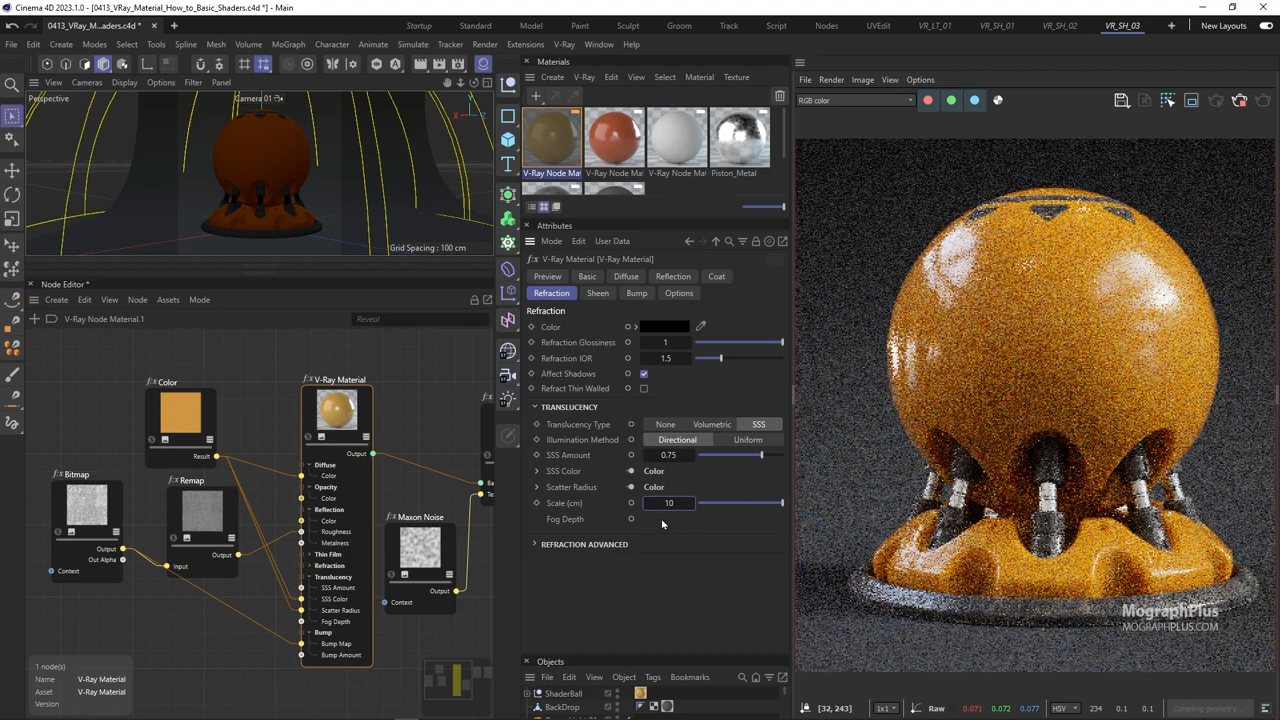 Cinema 4D 2023.1.0 - [0413_VRay_Material_How_to_Basic_Shaders.c4d *] - Main
0413_VRay_M...aders.c4d *
Startup
Standard
Model
Paint
Sculpt
Groom
Track
Script
Nodes
UVEdit
VR_LT_01
VR_SH_01
VR_SH_02
VR_SH_03
New Layouts
File
Edit
Create
Modes
Select
Tools
Spline
Mesh
Volume
MoGraph
Character
Animate
Simulate
Tracker
Render
Extensions
V-Ray
Window
Help
View
Cameras
Display
Options
Filter
Panel
Perspective
Camera 01
Grid Spacing : 100 cm
Node Editor *
Create
Edit
View
Node
Assets
Mode
V-Ray Node Material.1
Reveal
Color
Result
Bitmap
Output
Out Alpha
Context
Remap
Output
Input
V-Ray Material
Output
Diffuse
Color
Opacity
Color
Reflection
Color
Roughness
Metalness
Thin Film
Refraction
Translucency
SSS Amount
SSS Color
Scatter Radius
Fog Depth
Bump
Bump Map
Bump Amount
Maxon Noise
Output
Context
1 node(s)
Name V-Ray Material
Asset V-Ray Material
Version
Materials
Create
V-Ray
Edit
View
Select
Material
Texture
V-Ray Node Mat
V-Ray Node Mat
V-Ray Node Mat
Piston_Metal
Attributes
Mode
Edit
User Data
V-Ray Material [V-Ray Material]
Preview
Basic
Diffuse
Reflection
Coat
Refraction
Sheen
Bump
Options
Refraction
Color
Refraction Glossiness 1
Refraction IOR 1.5
Affect Shadows
Refract Thin Walled
TRANSLUCENCY
Translucency Type None Volumetric SSS
Illumination Method Directional Uniform
SSS Amount 0.75
SSS Color Color
Scatter Radius Color
Scale (cm) 10
Fog Depth
REFRACTION ADVANCED
Objects
File
Edit
View
Object
Tags
Bookmarks
ShaderBall
BackDrop
File
Render
Image
View
Options
RGB color
MographPlus
MOGRAPHPLUS.COM
[32, 243]
1x1
Raw
0.071
0.072
0.077
HSV
234
0.1
0.1
Compiling geometry...